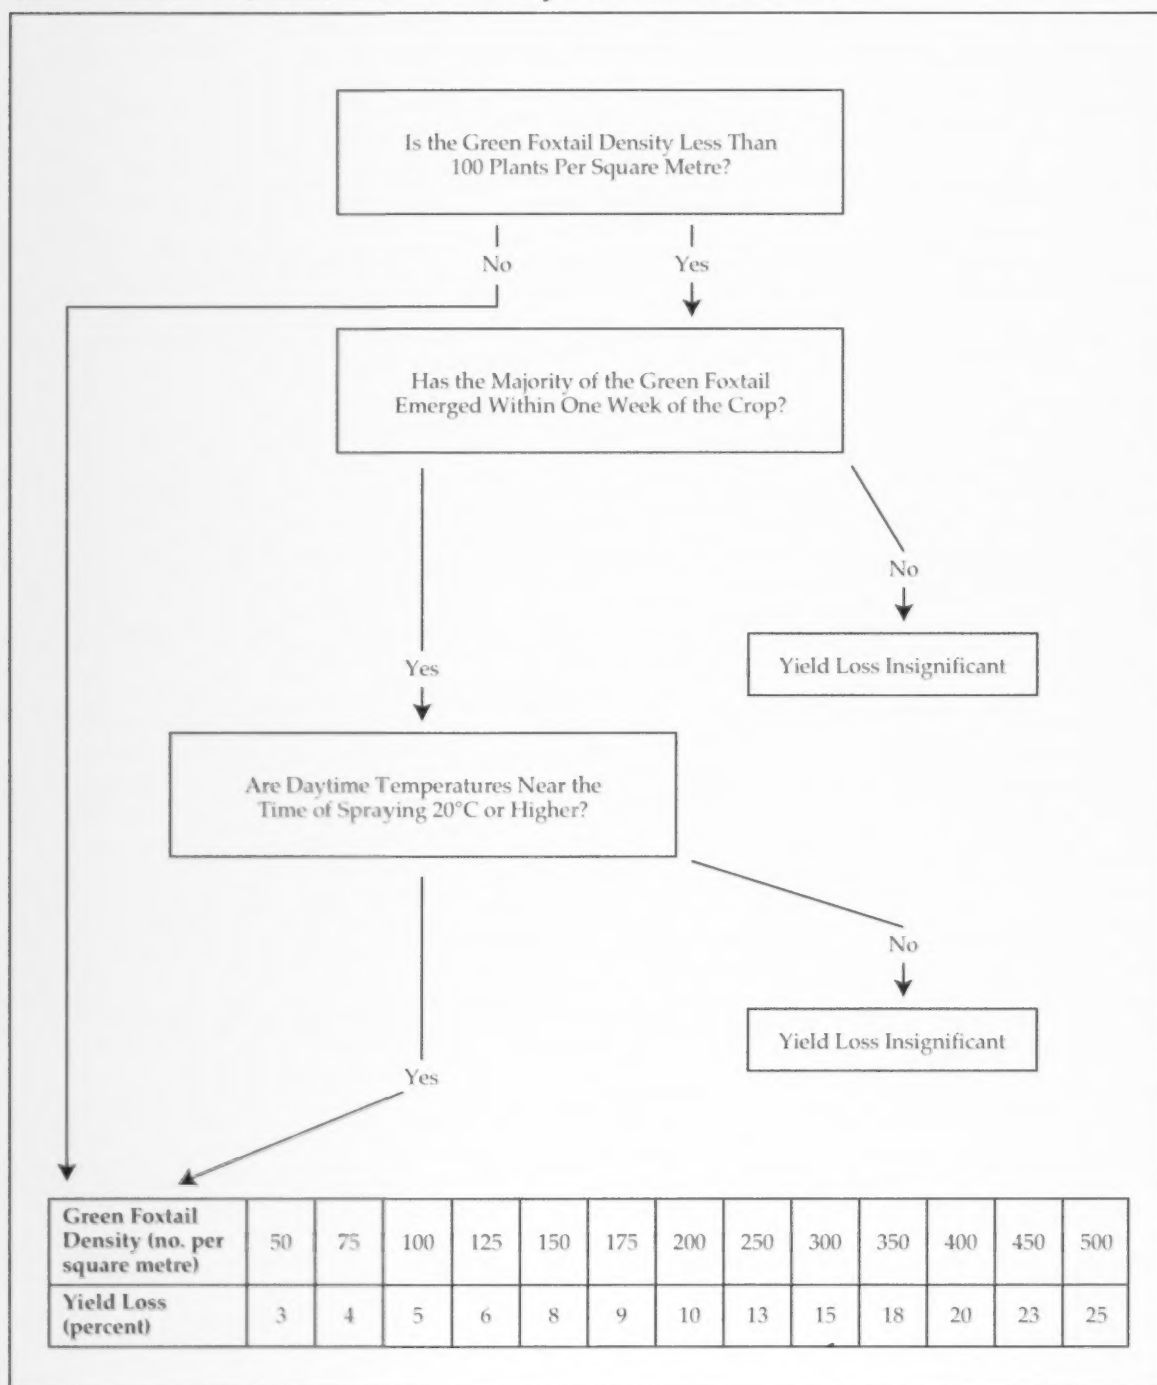 Is the Green Foxtail Density Less Than
100 Plants Per Square Metre?
No
Yes
Has the Majority of the Green Foxtail
Emerged Within One Week of the Crop?
No
Yield Loss Insignificant
Yes
Are Daytime Temperatures Near the
Time of Spraying 20°C or Higher?
No
Yield Loss Insignificant
Yes
Green Foxtail
Density (no. per
square metre)
50 75 100 125 150 175 200 250 300 350 400 450 500
Yield Loss
(percent)
3 4 5 6 8 9 10 13 15 18 20 23 25